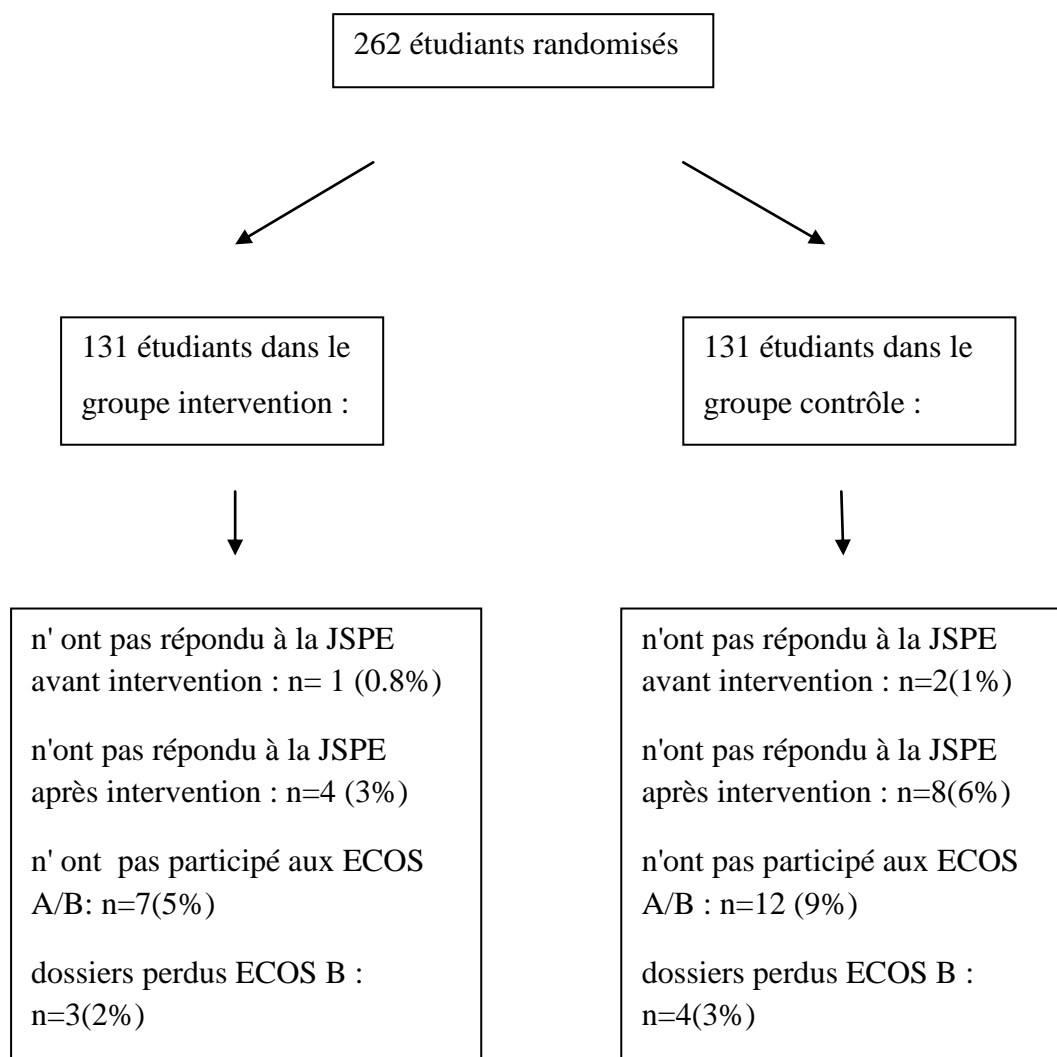 262 étudiants randomisés
131 étudiants dans le
groupe intervention :
131 étudiants dans le
groupe contrôle :
n' ont pas répondu à la JSPE
avant intervention : n= 1 (0.8%)
n'ont pas répondu à la JSPE
après intervention : n=4 (3%)
n' ont  pas participé aux ECOS
A/B: n=7(5%)
dossiers perdus ECOS B :
n=3(2%)
n'ont pas répondu à la JSPE
avant intervention : n=2(1%)
n'ont pas répondu à la JSPE
après intervention : n=8(6%)
n'ont pas participé aux ECOS
A/B : n=12 (9%)
dossiers perdus ECOS B :
n=4(3%)